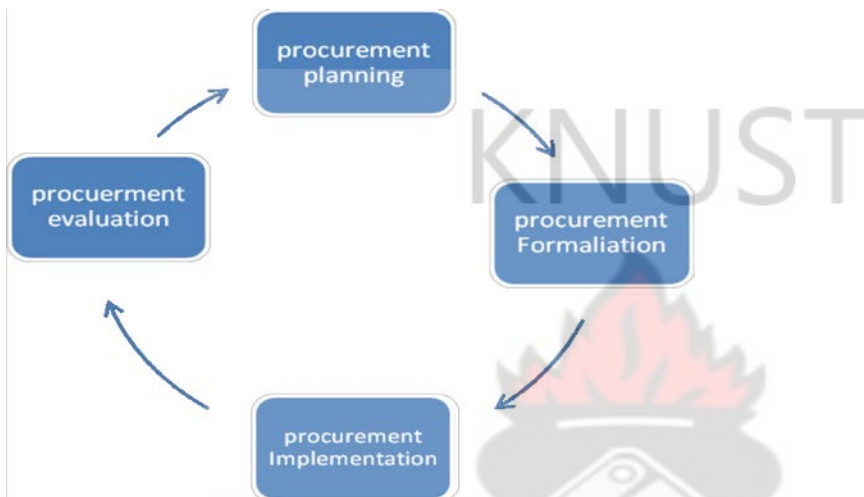 procurement
planning
KNUST
procuerment
evaluation
procurement
Formaliation
procurement
Implementation